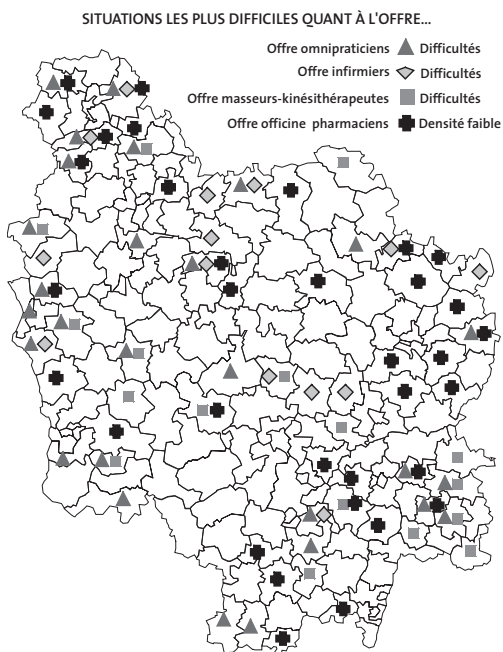 SITUATIONS LES PLUS DIFFICILES QUANT À L'OFFRE...
Offre omnipraticiens Difficultés
Offre infirmiers Difficultés
Offre masseurs-kinésithérapeutes Difficultés
Offre officine pharmaciens Densité faible